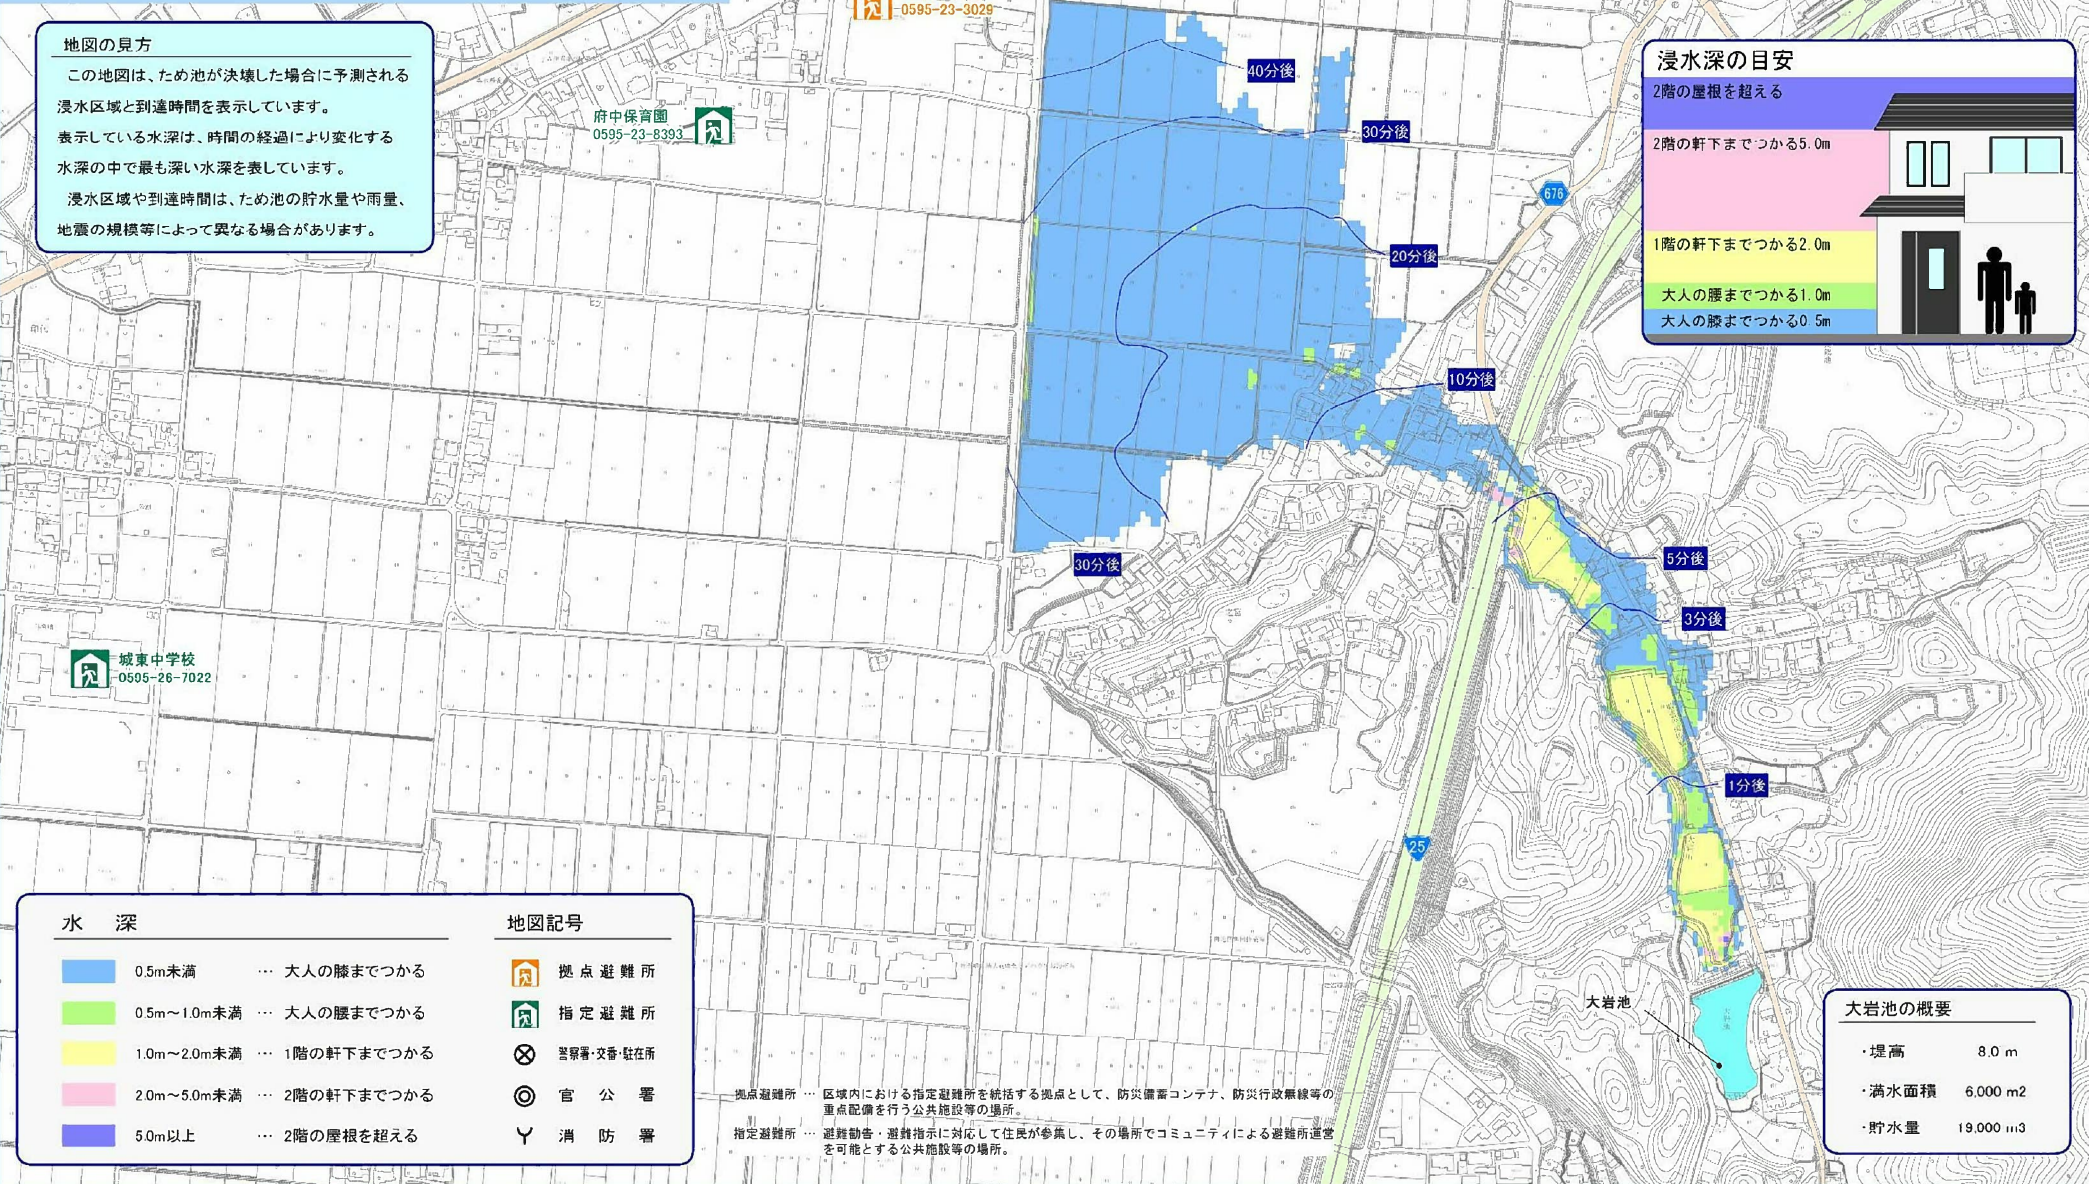 0595-23-3029
地図の見方
この地図は、ため池が決壊した場合に予測される
浸水区域と到達時間を表示しています。
表示している水深は、時間の経過により変化する
水深の中で最も深い水深を表しています。
浸水区域や到達時間は、ため池の貯水量や雨量、
地震の規模等によって異なる場合があります。
府中保育園
0595-23-8393
40分後
30分後
20分後
10分後
30分後
5分後
3分後
1分後
676
25
浸水深の目安
2階の屋根を超える
2階の軒下までつかる5.0m
1階の軒下までつかる2.0m
大人の腰までつかる1.0m
大人の膝までつかる0.5m
印代
城東中学校
0595-26-7022
水 深
0.5m未満 … 大人の膝までつかる
0.5m～1.0m未満 … 大人の腰までつかる
1.0m～2.0m未満 … 1階の軒下までつかる
2.0m～5.0m未満 … 2階の軒下までつかる
5.0m以上 … 2階の屋根を超える
地図記号
拠点避難所
指定避難所
警察署・交番・駐在所
官公署
消防署
拠点避難所 … 区域内における指定避難所を統括する拠点として、防災備蓄コンテナ、防災行政無線等の
重点配備を行う公共施設等の場所。
指定避難所 … 避難勧告・避難指示に対応して住民が参集し、その場所でコミュニティによる避難所運営
を可能とする公共施設等の場所。
大岩池
大岩池
大岩池の概要
・堤高 8.0 m
・満水面積 6,000 m2
・貯水量 19,000 m3